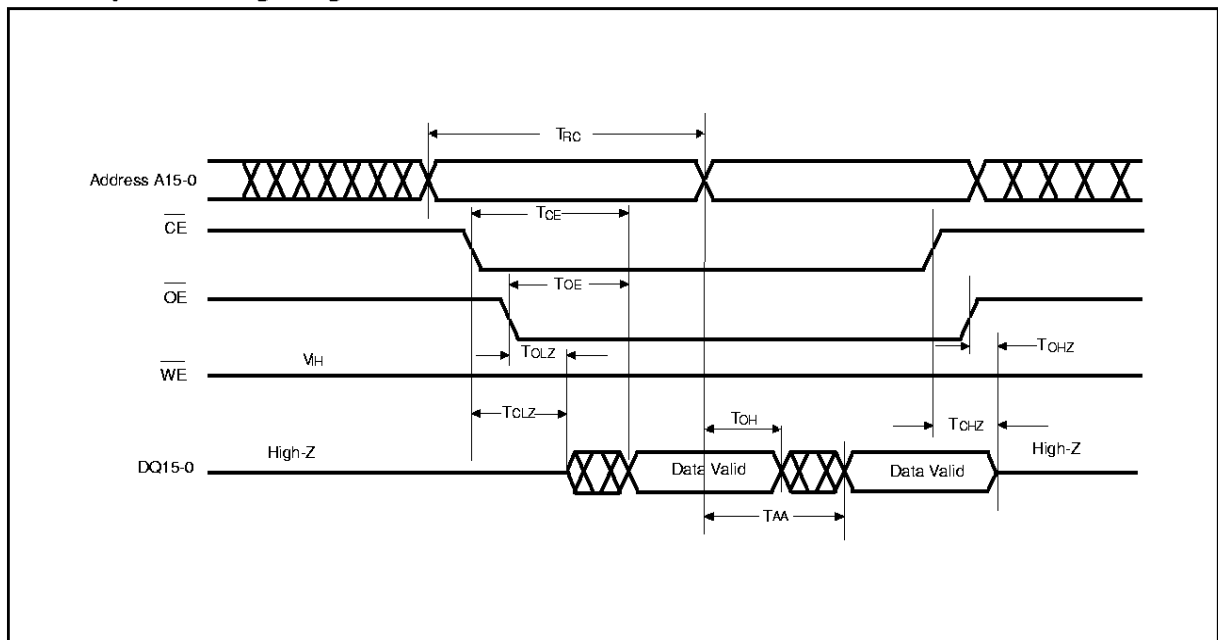 TRC
Address A15-0
TCE
CE
TOE
OE
TOLZ
TOHZ
VIH
WE
TCLZ
TOH
TCHZ
High-Z
High-Z
DQ15-0
Data Valid
Data Valid
TAA